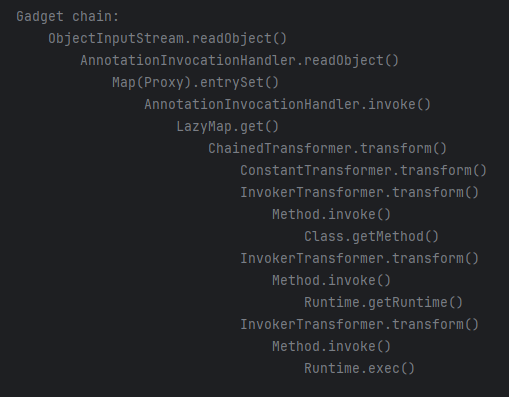 Gadget chain:
ObjectInputStream.readObject()
AnnotationInvocationHandler.readObject()
Map(Proxy).entrySet()
AnnotationInvocationHandler.invoke()
LazyMap.get()
ChainedTransformer.transform()
ConstantTransformer.transform()
InvokerTransformer.transform()
Method.invoke()
Class.getMethod()
InvokerTransformer.transform()
Method.invoke()
Runtime.getRuntime()
InvokerTransformer.transform()
Method.invoke()
Runtime.exec()